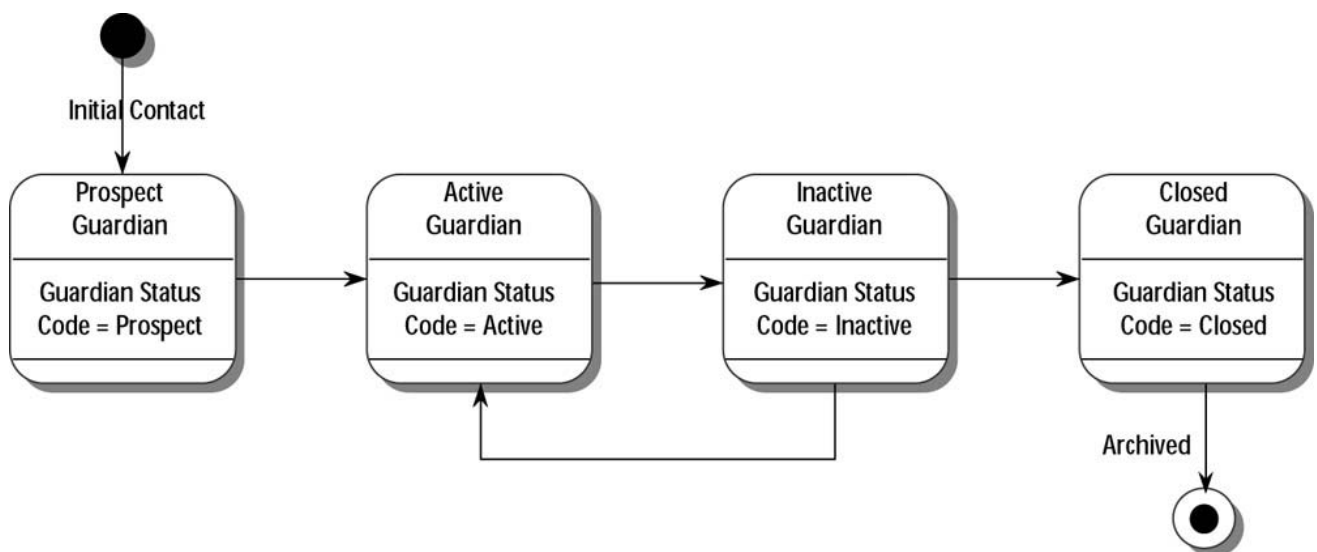 Initial Contact
Prospect
Guardian
Guardian Status
Code = Prospect
Active
Guardian
Guardian Status
Code = Active
Inactive
Guardian
Guardian Status
Code = Inactive
Closed
Guardian
Guardian Status
Code = Closed
Archived